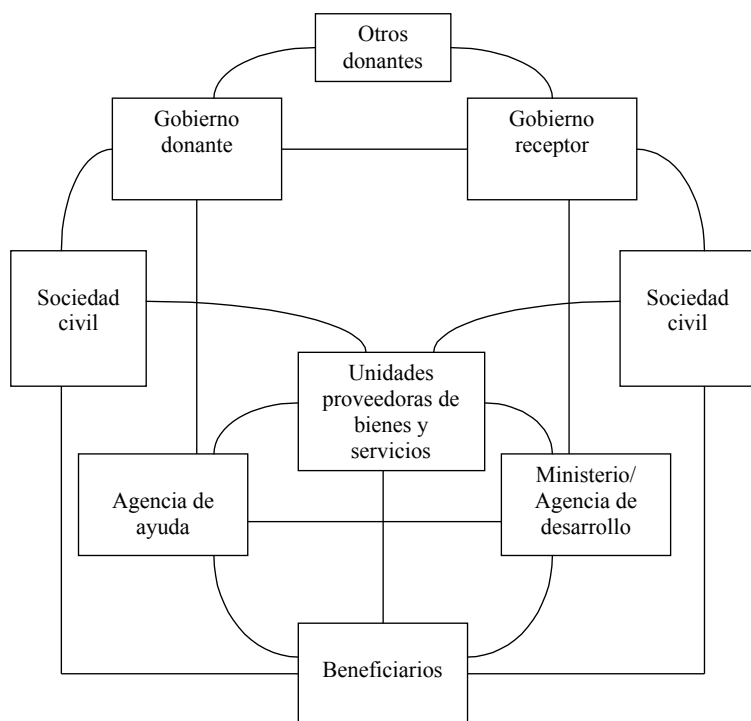 Otros
donantes
Gobierno
donante
Gobierno
receptor
Sociedad
civil
Sociedad
civil
Unidades
proveedoras de
bienes y
servicios
Agencia de
ayuda
Ministerio/
Agencia de
desarrollo
Beneficiarios